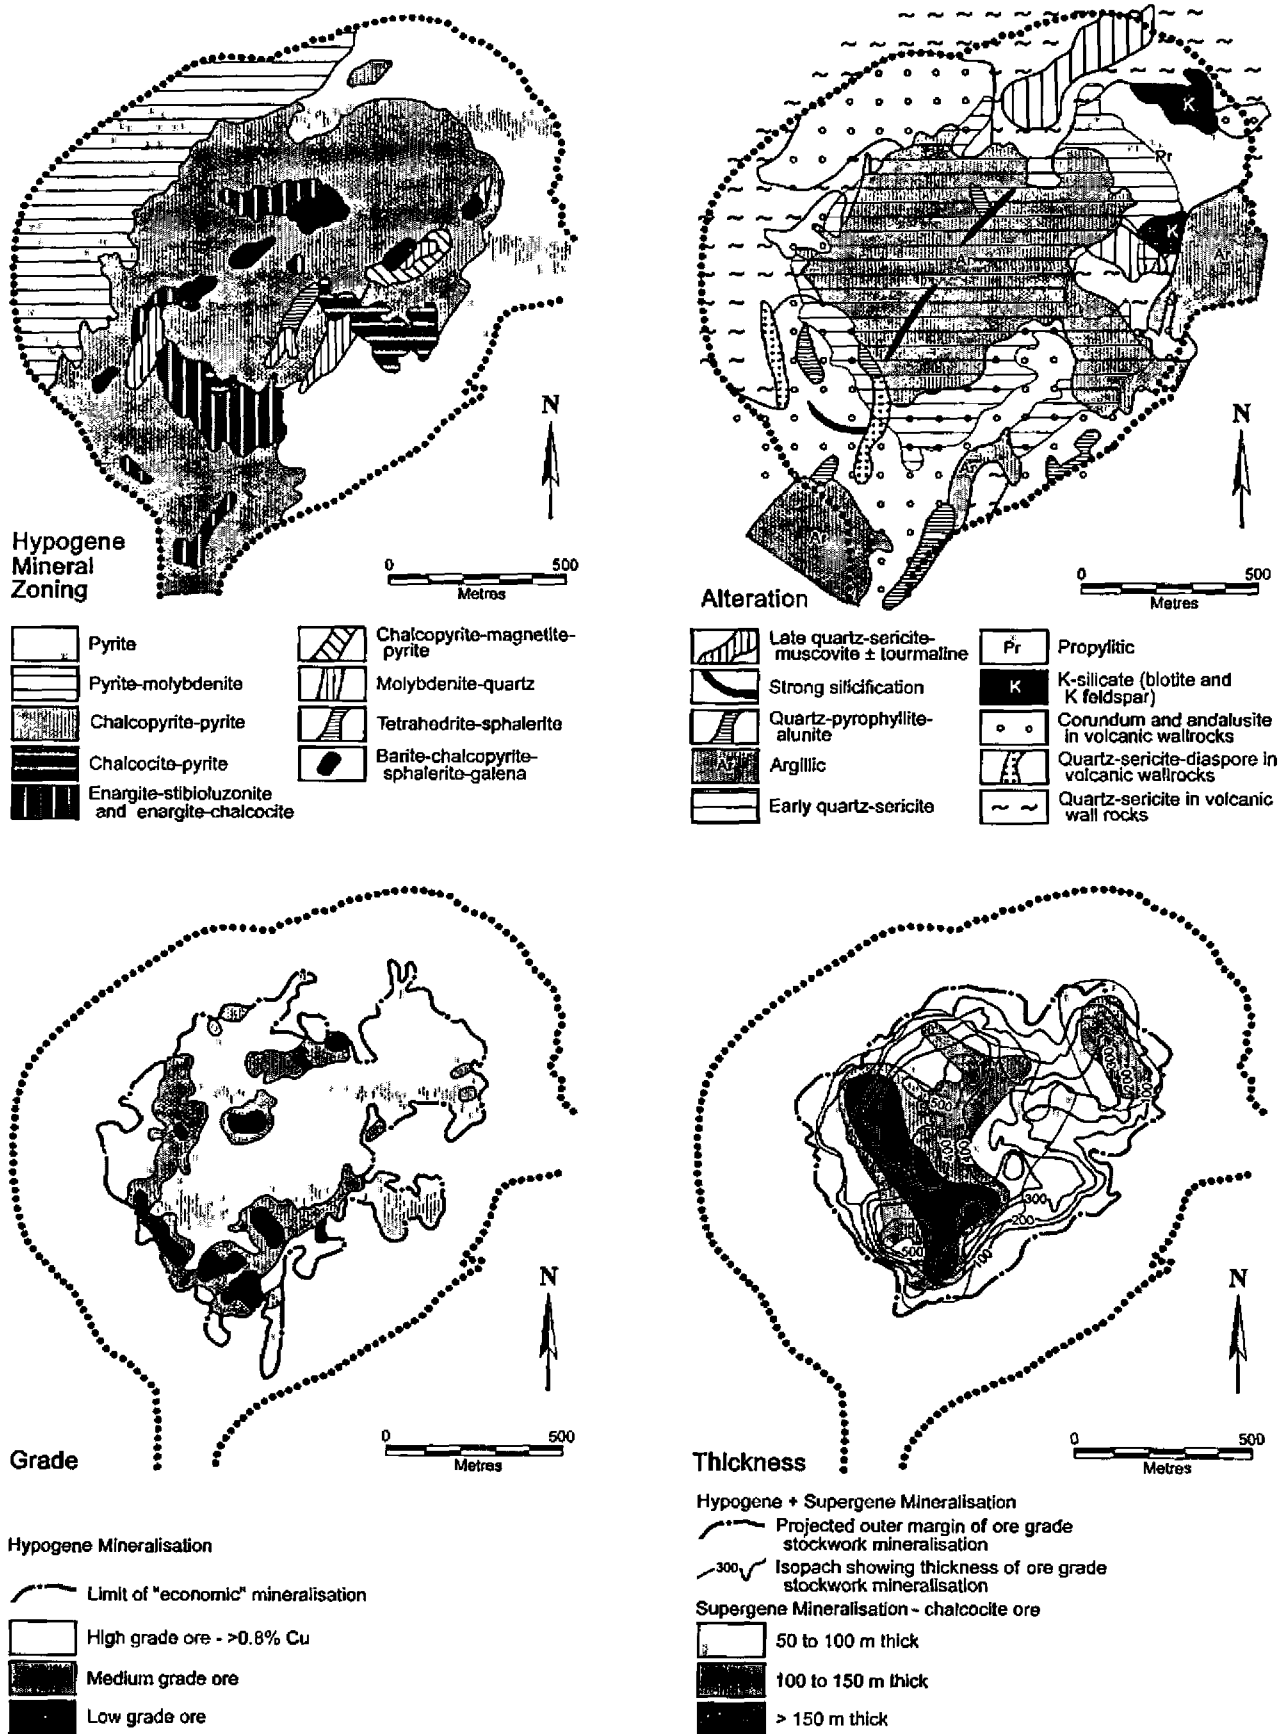 N
Hypogene
Mineral
Zoning
0 500
Metres
Pyrite
Pyrite-molybdenite
Chalcopyrite-pyrite
Chalcocite-pyrite
Enargite-stibioluzonite
and enargite-chalcocite
Chalcopyrite-magnetite-
pyrite
Molybdenite-quartz
Tetrahedrite-sphalerite
Barite-chalcopyrite-
sphalerite-galena
K
Pr
K
Ar
Ar
Ar
N
Alteration
0 500
Metres
Late quartz-sericite-
muscovite ± tourmaline
Strong silicification
Quartz-pyrophyllite-
alunite
Ar
Argillic
Early quartz-sericite
Pr
Propylitic
K
K-silicate (biotite and
K feldspar)
Corundum and andalusite
in volcanic wallrocks
Quartz-sericite-diaspore in
volcanic wallrocks
Quartz-sericite in volcanic
wall rocks
N
Grade
0 500
Metres
Hypogene Mineralisation
Limit of "economic" mineralisation
High grade ore - >0.8% Cu
Medium grade ore
Low grade ore
300
200
100
500
400
400
300
200
500
100
N
Thickness
0 500
Metres
Hypogene + Supergene Mineralisation
Projected outer margin of ore grade
stockwork mineralisation
300
Isopach showing thickness of ore grade
stockwork mineralisation
Supergene Mineralisation - chalcocite ore
50 to 100 m thick
100 to 150 m thick
> 150 m thick